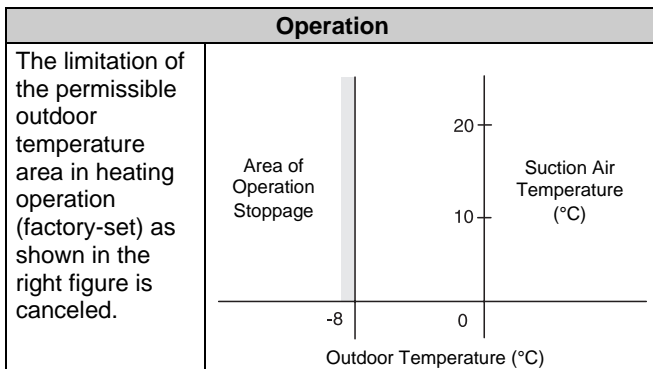 Operation
The limitation of
the permissible
outdoor
temperature
area in heating
operation
(factory-set) as
shown in the
right figure is
canceled.
Area of
Operation
Stoppage
20
10
Suction Air
Temperature
(°C)
-8
0
Outdoor Temperature (°C)